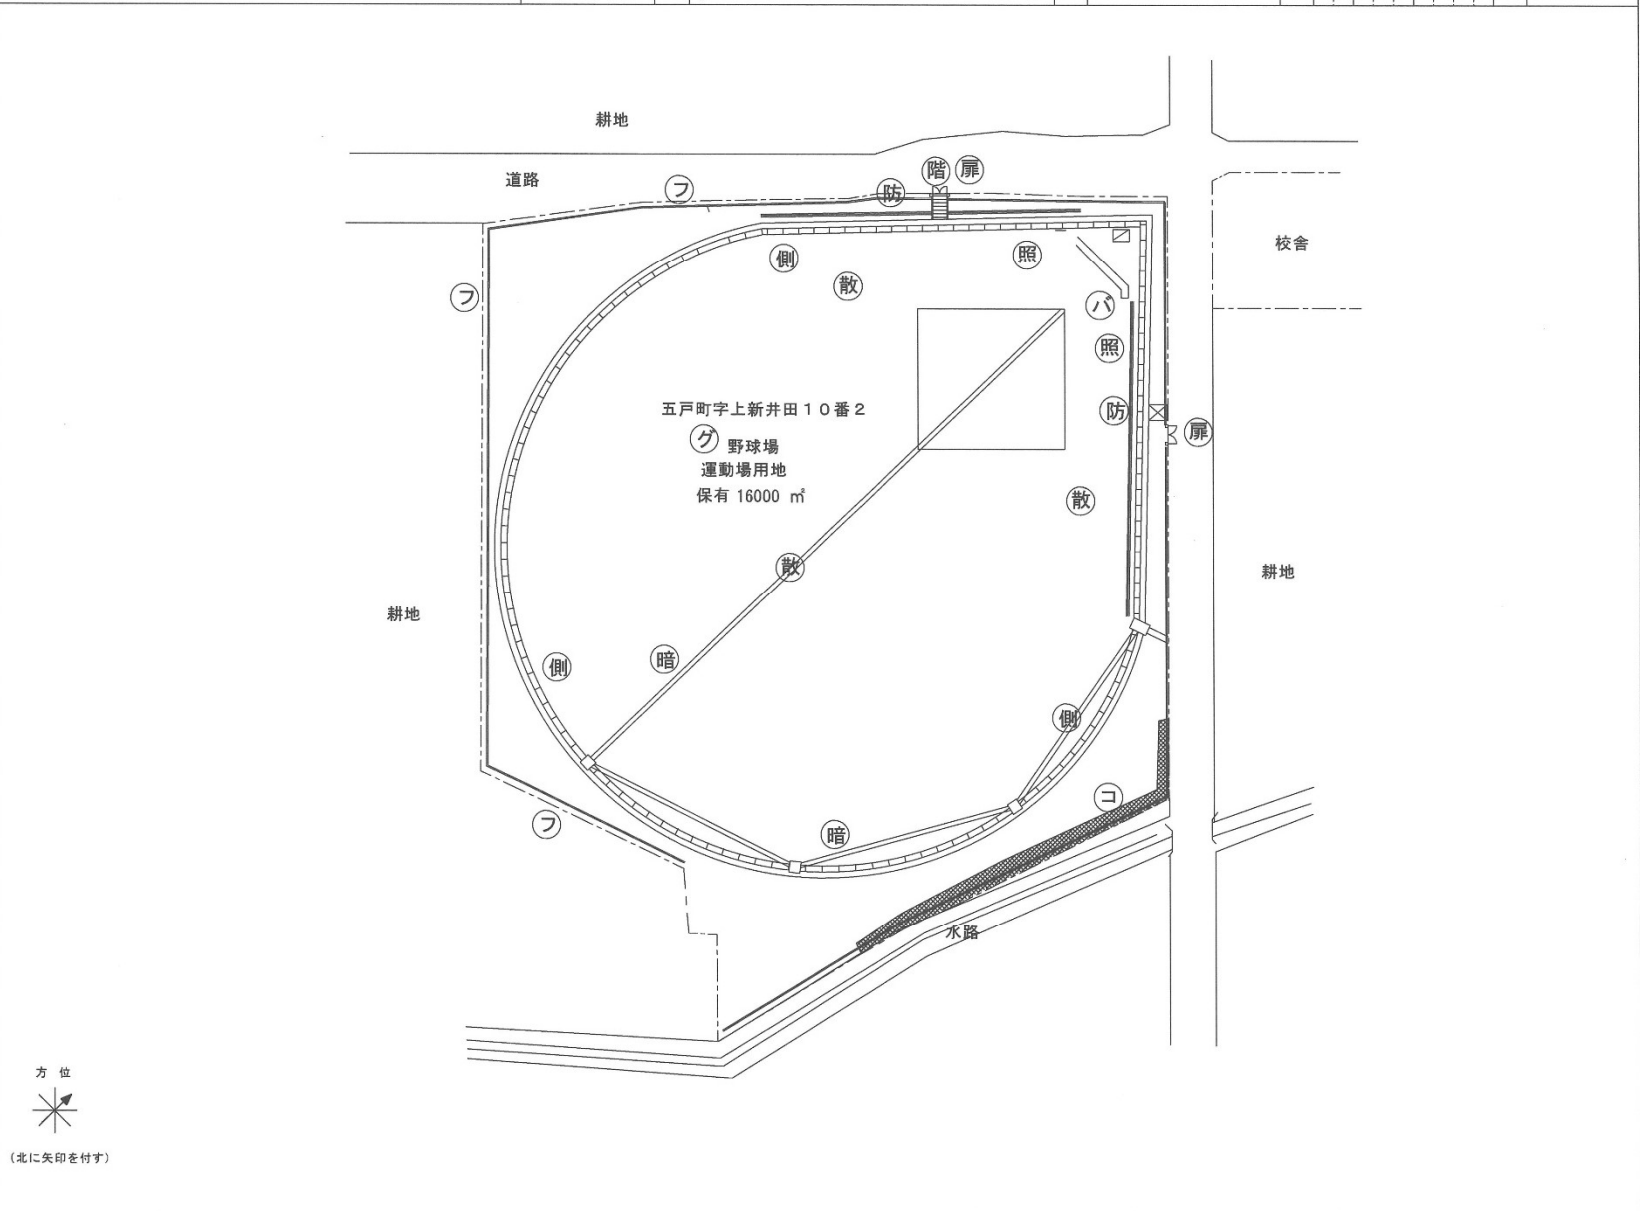 耕地
道路
フ
防
階
扉
校舎
側
散
照
フ
バ
照
五戸町字上新井田１０番２
グ 野球場
運動場用地
保有 16000 ㎡
防
扉
散
散
耕地
耕地
暗
側
側
コ
フ
暗
水路
方 位
(北に矢印を付す)